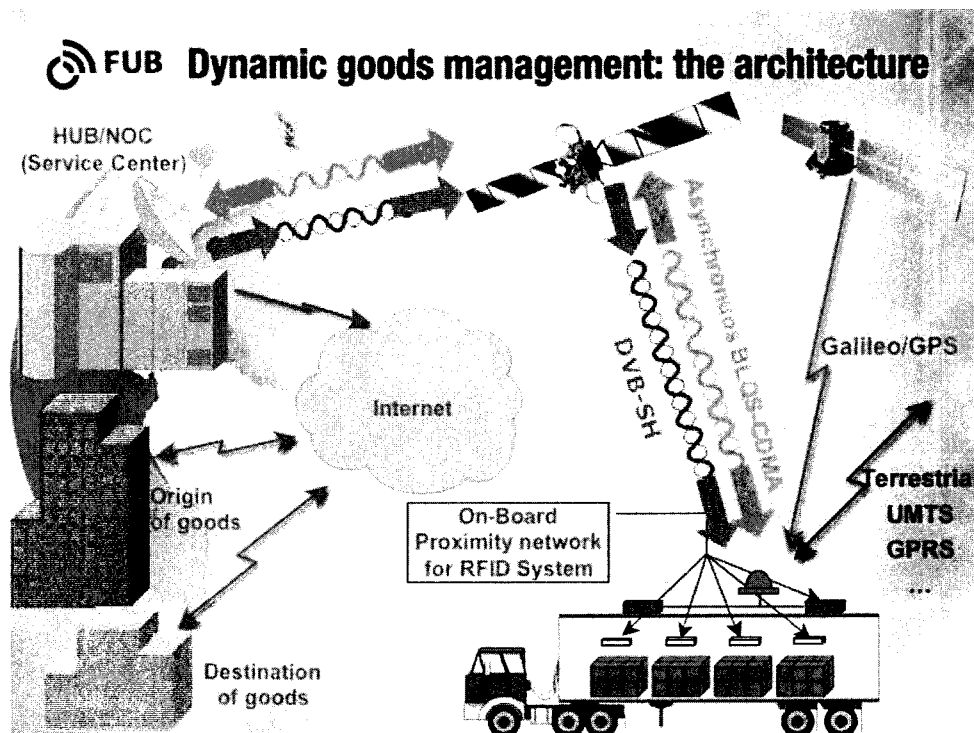 FUB Dynamic goods management: the architecture
HUB/NOC
(Service Center)
Asynchronous BLQS-CDMA
DVB-SH
Galileo/GPS
Internet
Origin
of goods
On-Board
Proximity network
for RFID System
Terrestria
UMTS
GPRS
...
Destination
of goods